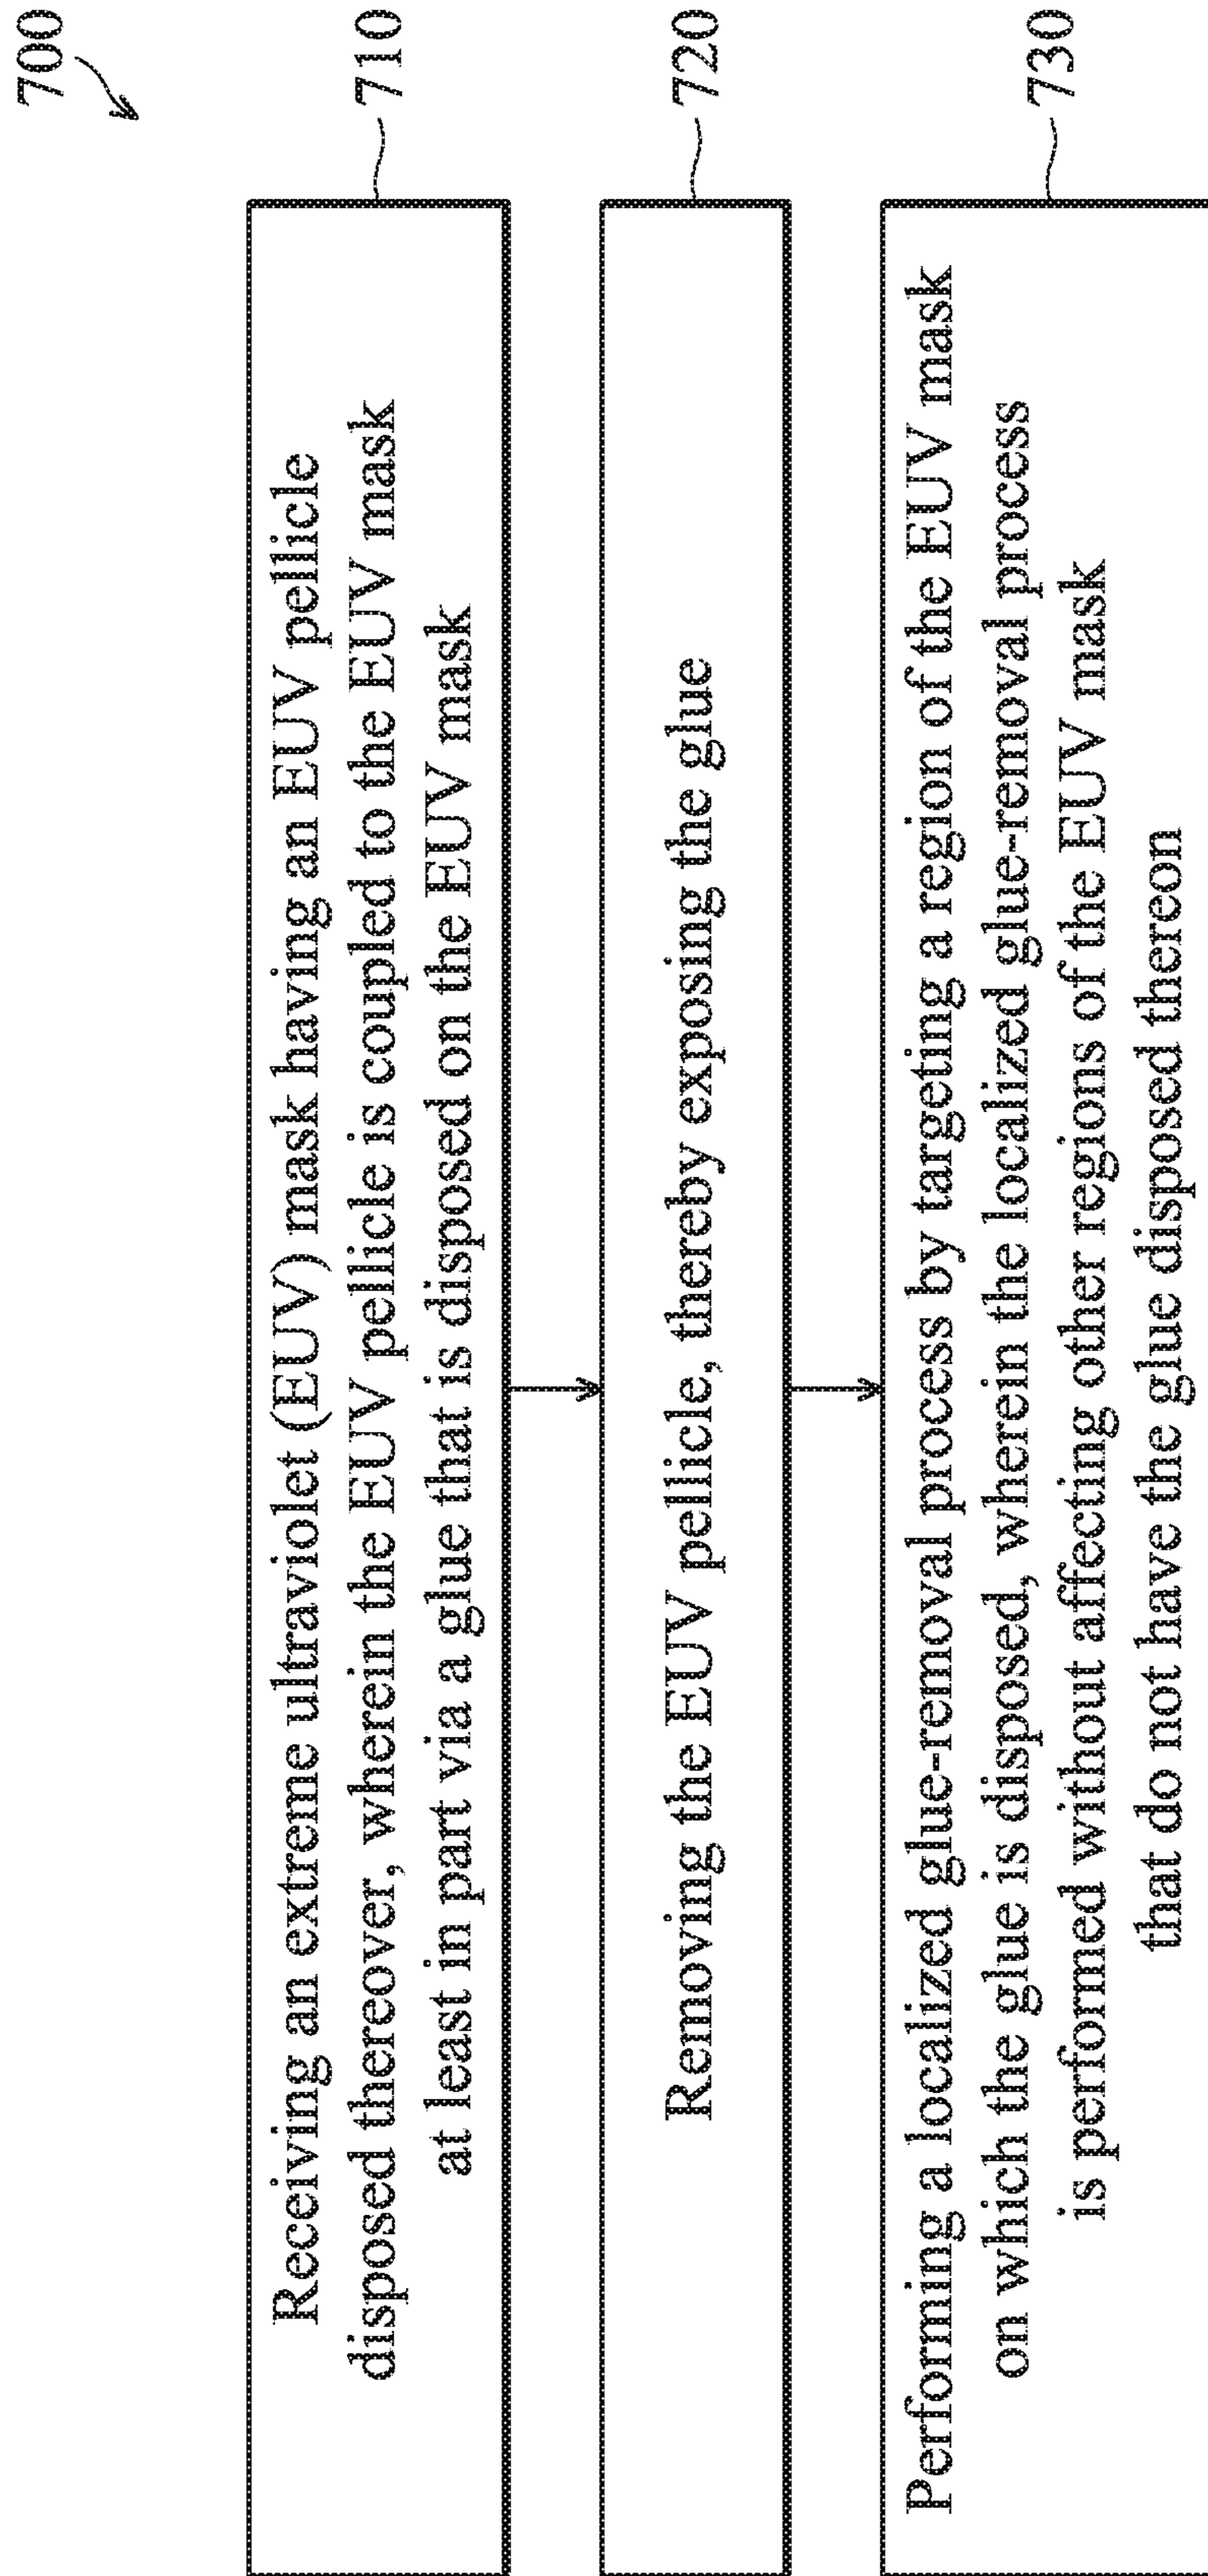 700
Receiving an extreme ultraviolet (EUV) mask having an EUV pellicle
disposed thereover, wherein the EUV pellicle is coupled to the EUV mask
at least in part via a glue that is disposed on the EUV mask
710
Removing the EUV pellicle, thereby exposing the glue
720
Performing a localized glue-removal process by targeting a region of the EUV mask
on which the glue is disposed, wherein the localized glue-removal process
is performed without affecting other regions of the EUV mask
that do not have the glue disposed thereon
730